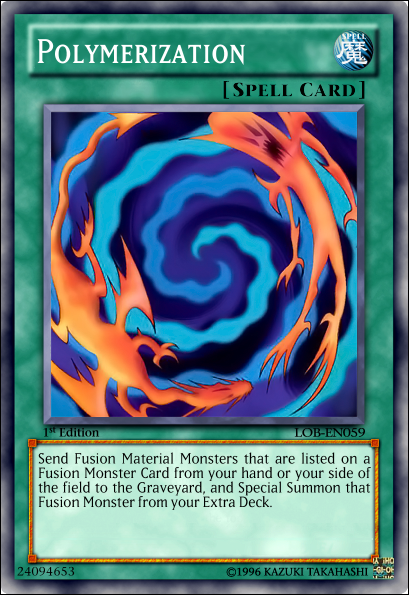 POLYMERIZATION
SPELL
魔
[SPELL CARD]
1st Edition
LOB-EN059
Send Fusion Material Monsters that are listed on a
Fusion Monster Card from your hand or your side of
the field to the Graveyard, and Special Summon that
Fusion Monster from your Extra Deck.
24094653
©1996 KAZUKI TAKAHASHI